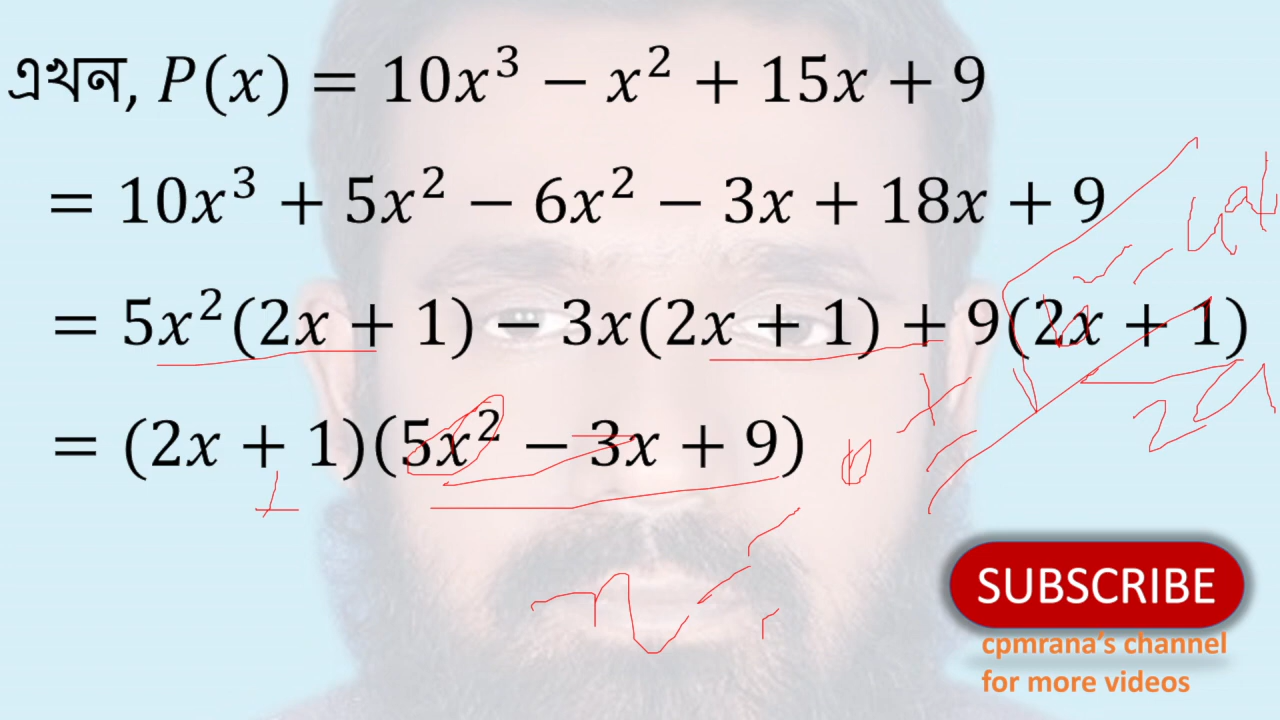 এখন, P(x) = 10x³ − x² + 15x + 9
= 10x³ + 5x² − 6x² − 3x + 18x + 9
= 5x²(2x + 1) − 3x(2x + 1) + 9(2x + 1)
= (2x + 1)(5x² − 3x + 9)
SUBSCRIBE
cpmrana's channel
for more videos